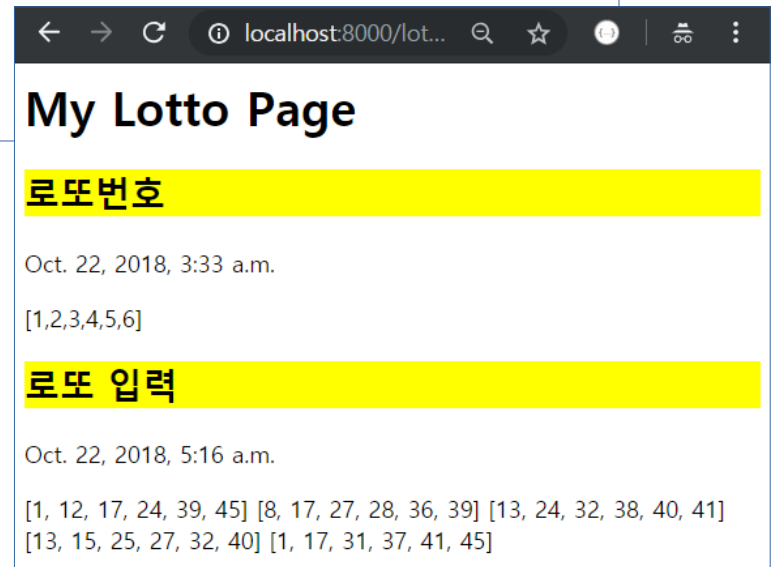 localhost:8000/lot...
My Lotto Page
로또번호
Oct. 22, 2018, 3:33 a.m.
[1,2,3,4,5,6]
로또 입력
Oct. 22, 2018, 5:16 a.m.
[1, 12, 17, 24, 39, 45] [8, 17, 27, 28, 36, 39] [13, 24, 32, 38, 40, 41]
[13, 15, 25, 27, 32, 40] [1, 17, 31, 37, 41, 45]